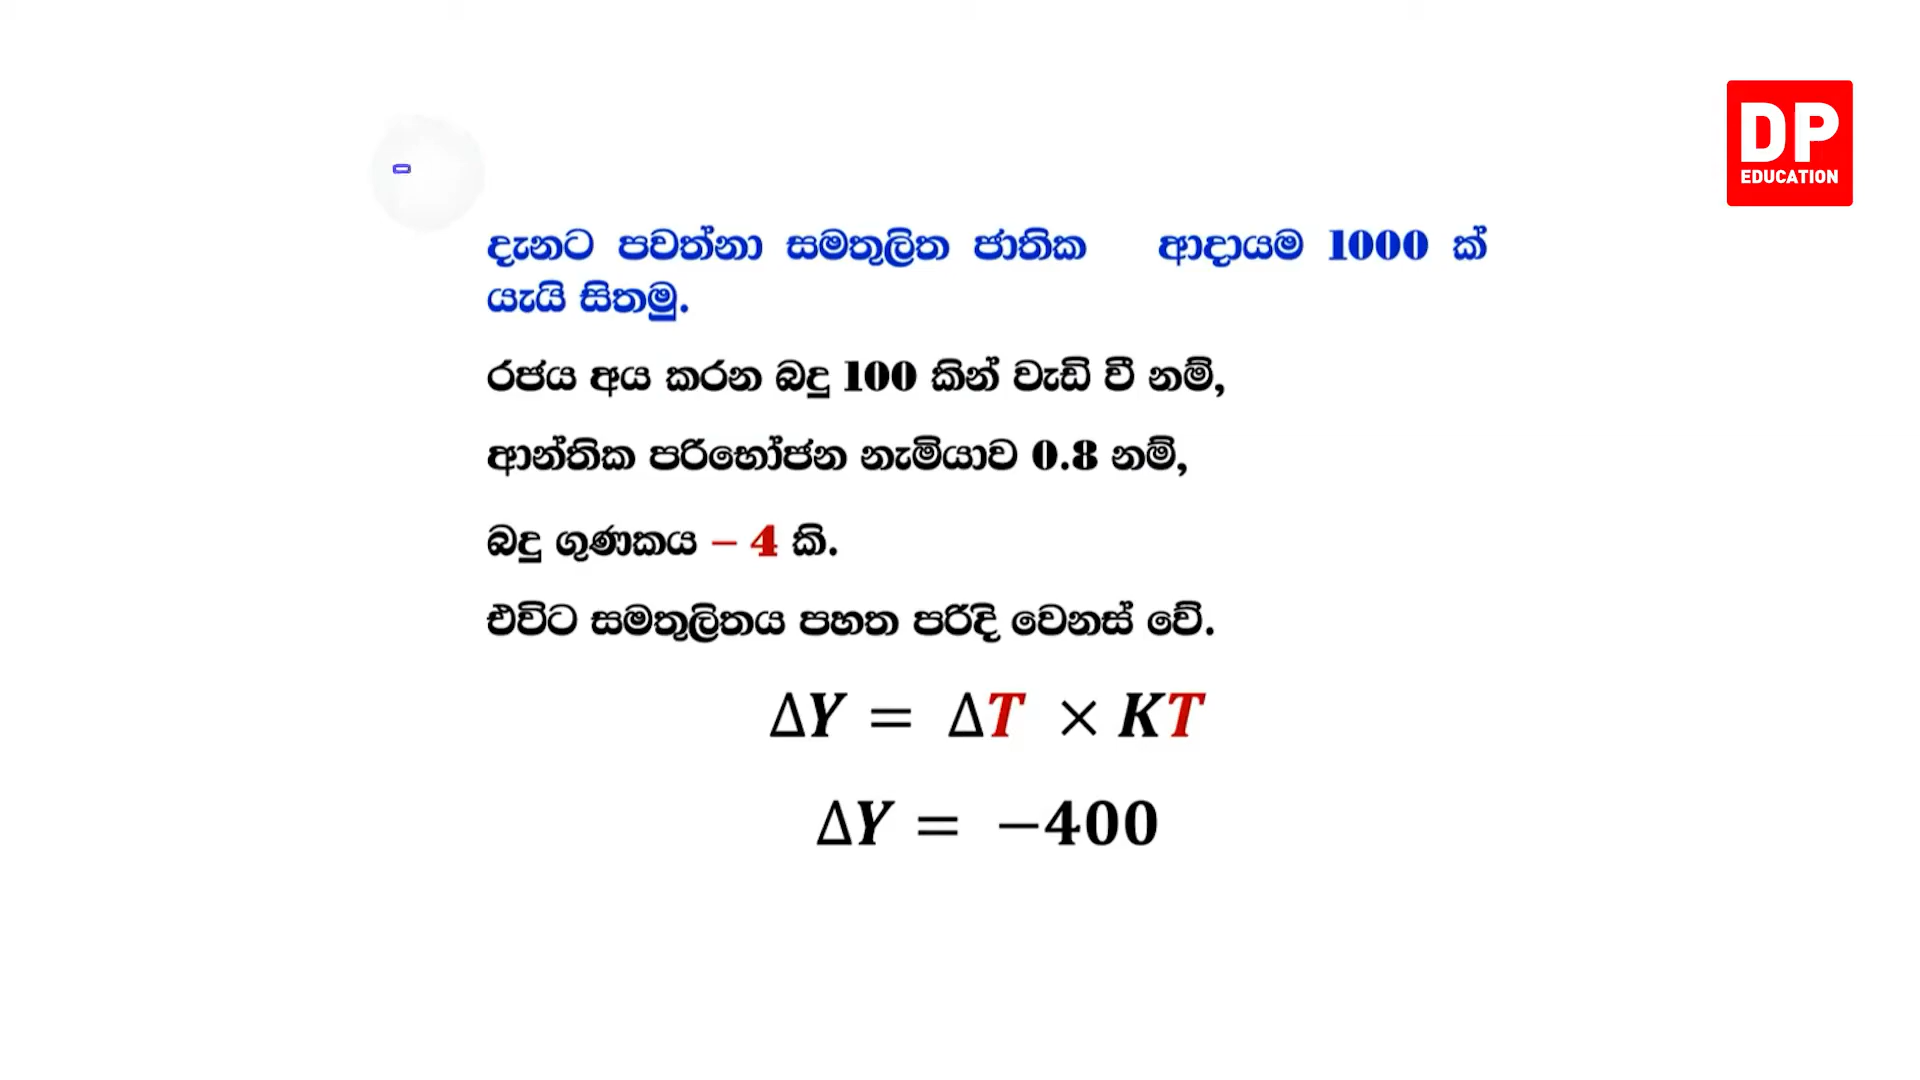 DP
EDUCATION
දැනට පවත්නා සමතුලිත ජාතික ආදායම 1000 ක්
යැයි සිතමු.
රජය අය කරන බදු 100 කින් වැඩි වී නම්,
ආන්තික පරිභෝජන නැමියාව 0.8 නම්,
බදු ගුණකය – 4 කි.
එවිට සමතුලිතය පහත පරිදි වෙනස් වේ.
ΔY = ΔT × KT
ΔY = −400